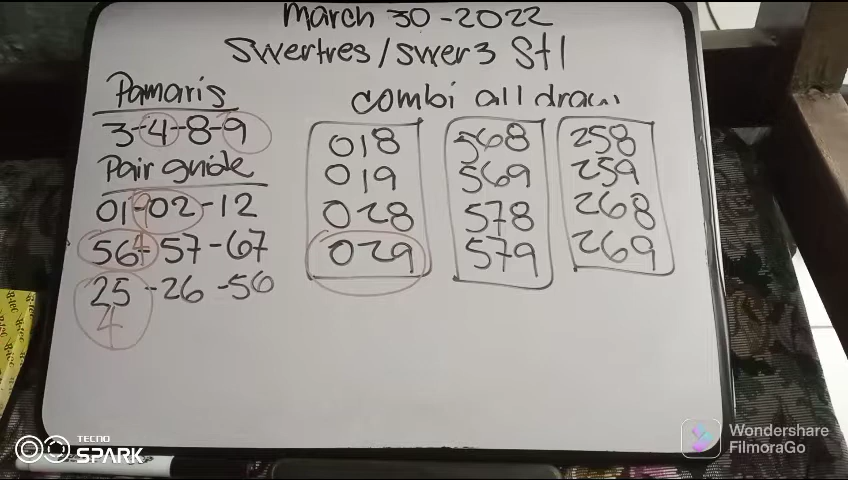 March 30-2022
Swertres/swer3 Stl
Pamaris
3-4-8-9
Pair guide
01-02-12
9
56-57-67
4
25-26-56
4
combi all draw
018
019
028
029
568
569
578
579
258
259
268
269
TECNO
SPARK
Wondershare
FilmoraGo